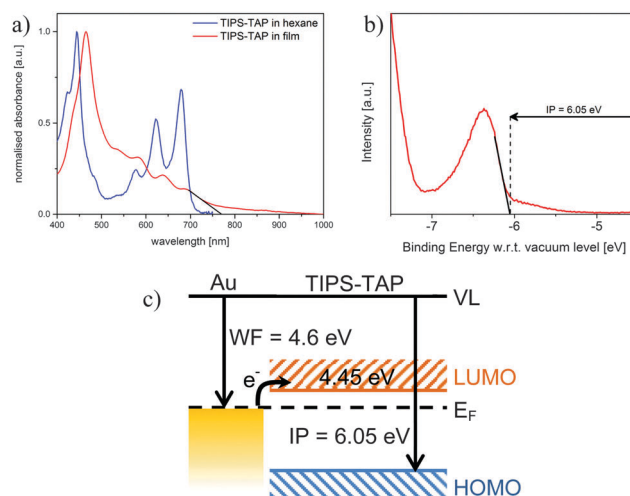 a)
TIPS-TAP in hexane
TIPS-TAP in film
normalised absorbance [a.u.]
1.0
0.5
0.0
400 500 600 700 800 900 1000
wavelength [nm]
b)
IP = 6.05 eV
Intensity [a.u.]
-7 -6 -5
Binding Energy w.r.t. vacuum level [eV]
c)
Au TIPS-TAP
VL
WF = 4.6 eV
e- 4.45 eV LUMO
EF
IP = 6.05 eV
HOMO